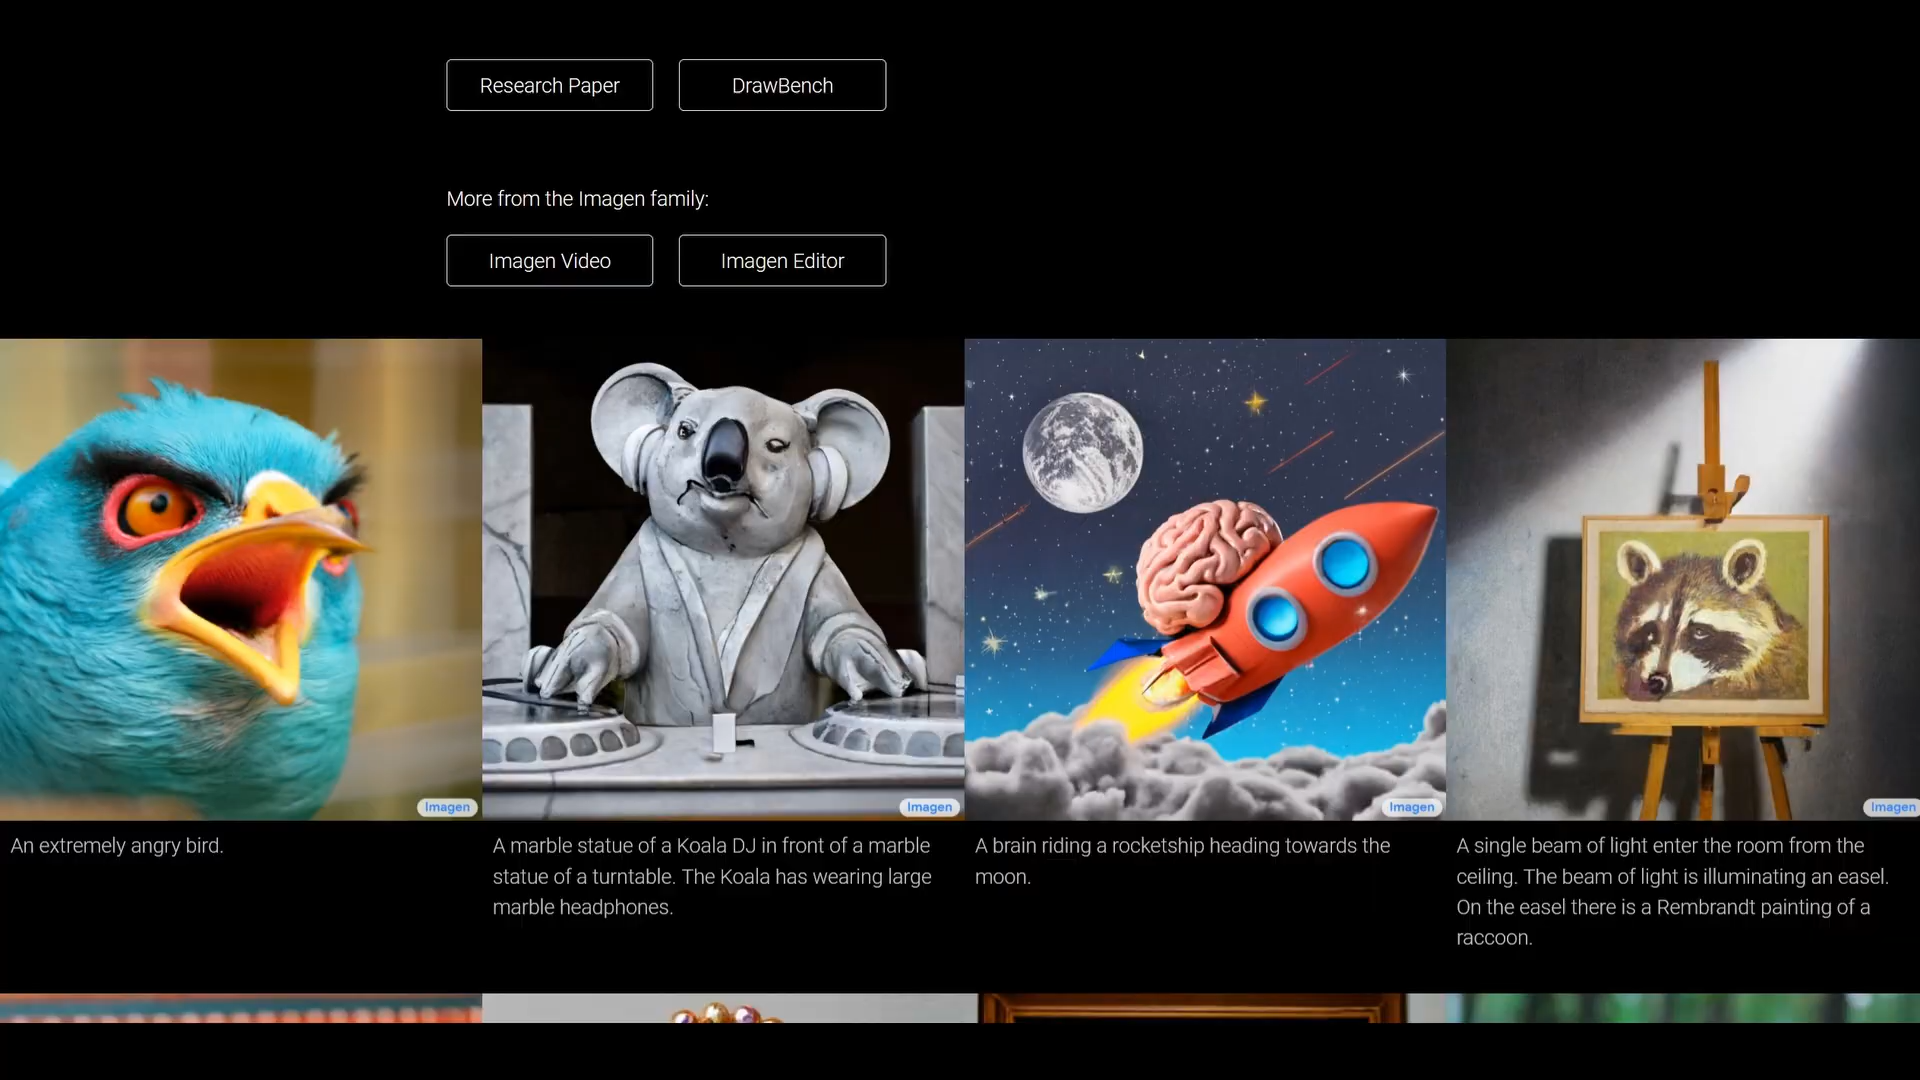 Research Paper
DrawBench
More from the Imagen family:
Imagen Video
Imagen Editor
Imagen
Imagen
Imagen
Imagen
An extremely angry bird.
A marble statue of a Koala DJ in front of a marble
statue of a turntable. The Koala has wearing large
marble headphones.
A brain riding a rocketship heading towards the
moon.
A single beam of light enter the room from the
ceiling. The beam of light is illuminating an easel.
On the easel there is a Rembrandt painting of a
raccoon.